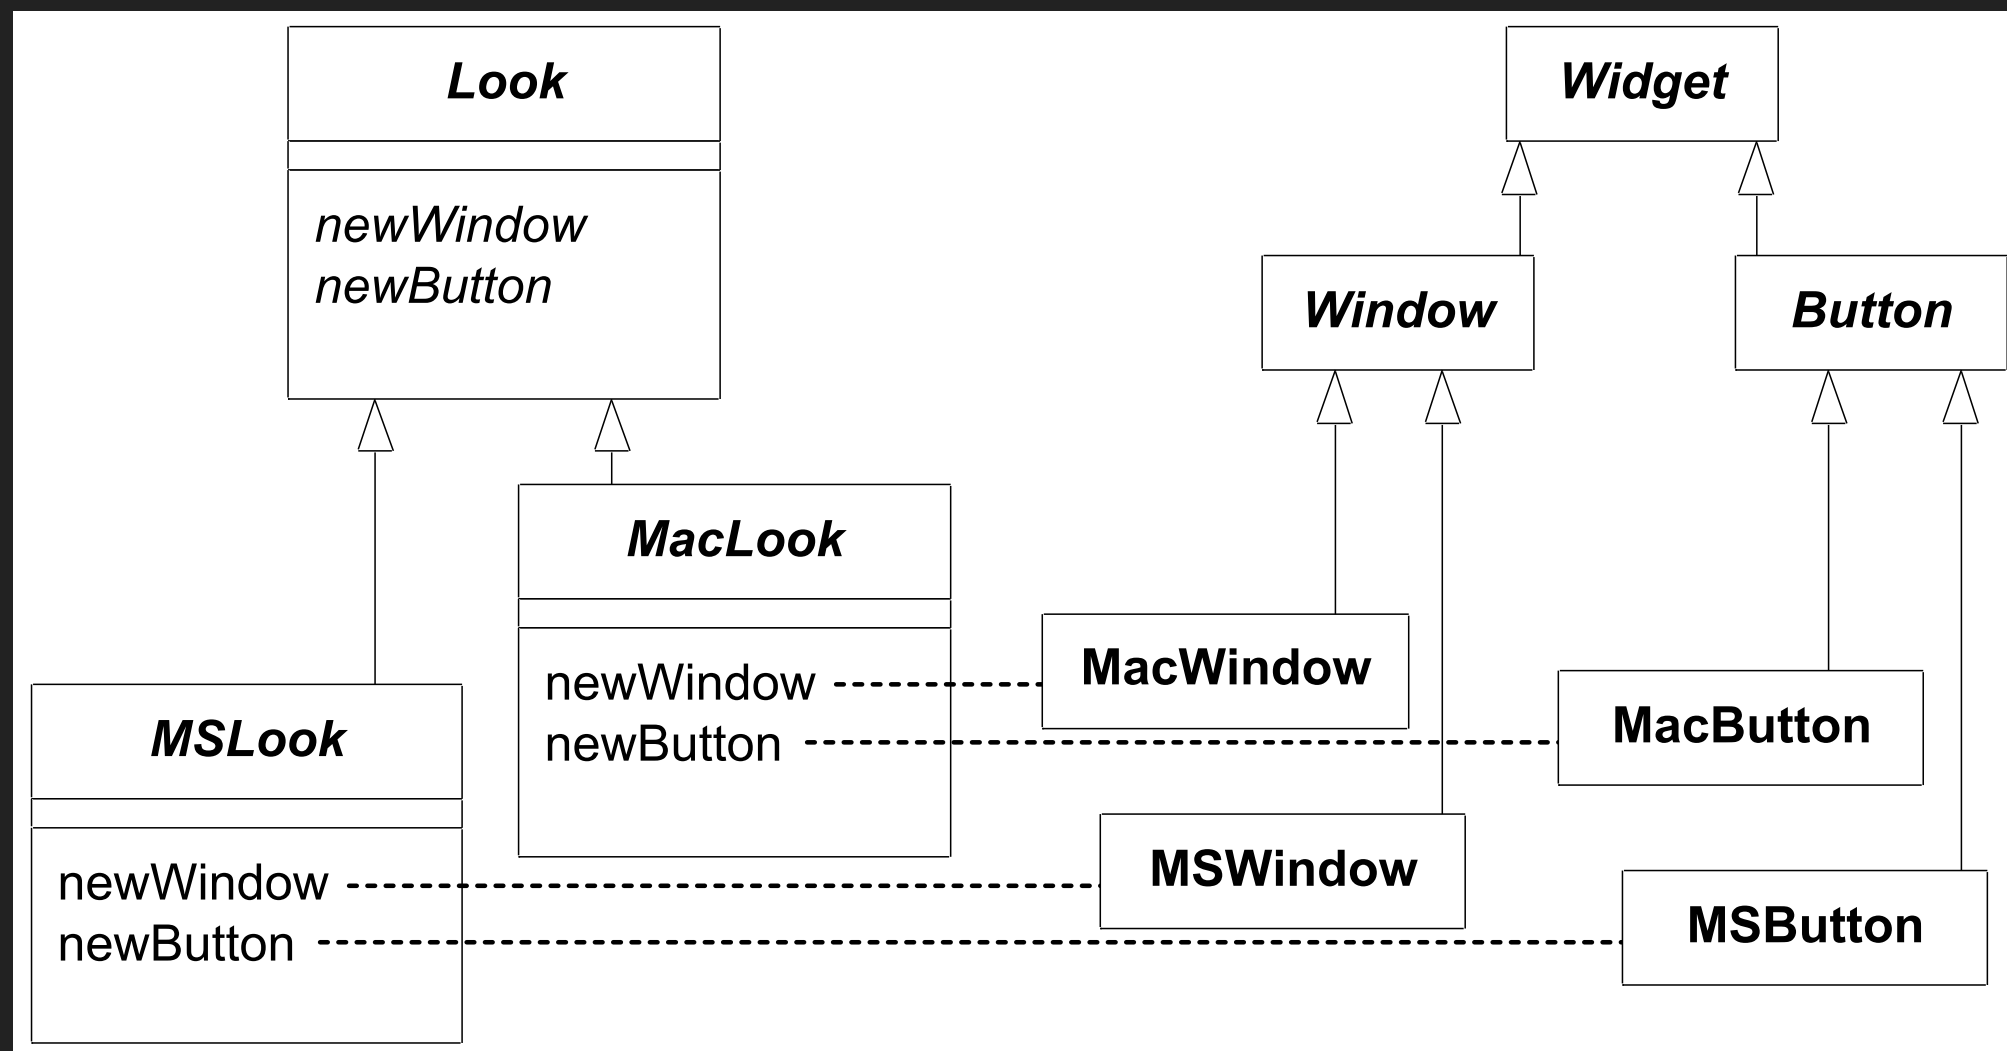 Look
newWindow
newButton
Widget
Window
Button
MacLook
newWindow
newButton
MacWindow
MacButton
MSLook
newWindow
newButton
MSWindow
MSButton